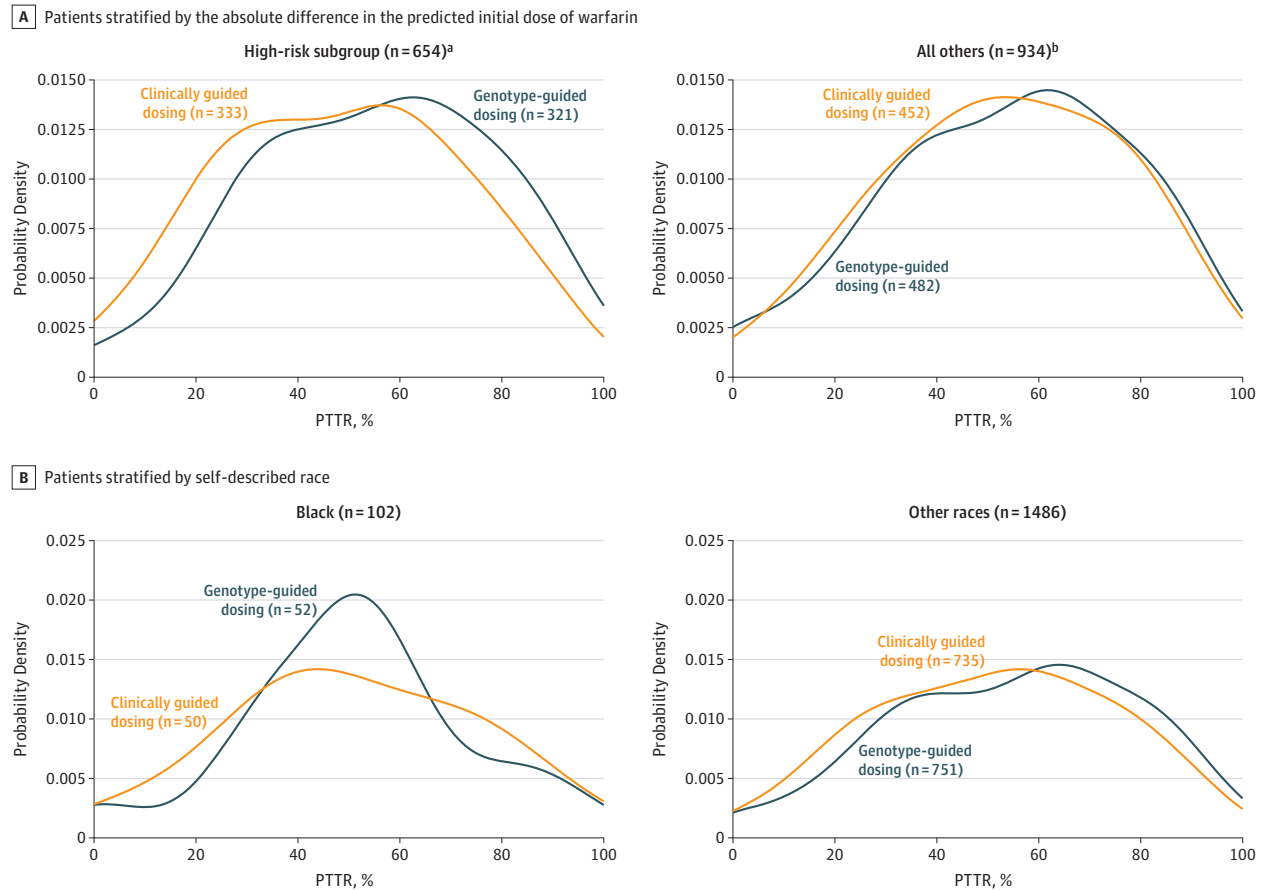 A Patients stratified by the absolute difference in the predicted initial dose of warfarin
High-risk subgroup (n = 654)a
0.0150
0.0125
0.0100
0.0075
0.0050
0.0025
0
Probability Density
Clinically guided
dosing (n = 333)
Genotype-guided
dosing (n = 321)
0 20 40 60 80 100
PTTR, %
All others (n = 934)b
0.0150
0.0125
0.0100
0.0075
0.0050
0.0025
0
Probability Density
Clinically guided
dosing (n = 452)
Genotype-guided
dosing (n = 482)
0 20 40 60 80 100
PTTR, %
B Patients stratified by self-described race
Black (n = 102)
0.025
0.020
0.015
0.010
0.005
0
Probability Density
Genotype-guided
dosing (n = 52)
Clinically guided
dosing (n = 50)
0 20 40 60 80 100
PTTR, %
Other races (n = 1486)
0.025
0.020
0.015
0.010
0.005
0
Probability Density
Clinically guided
dosing (n = 735)
Genotype-guided
dosing (n = 751)
0 20 40 60 80 100
PTTR, %